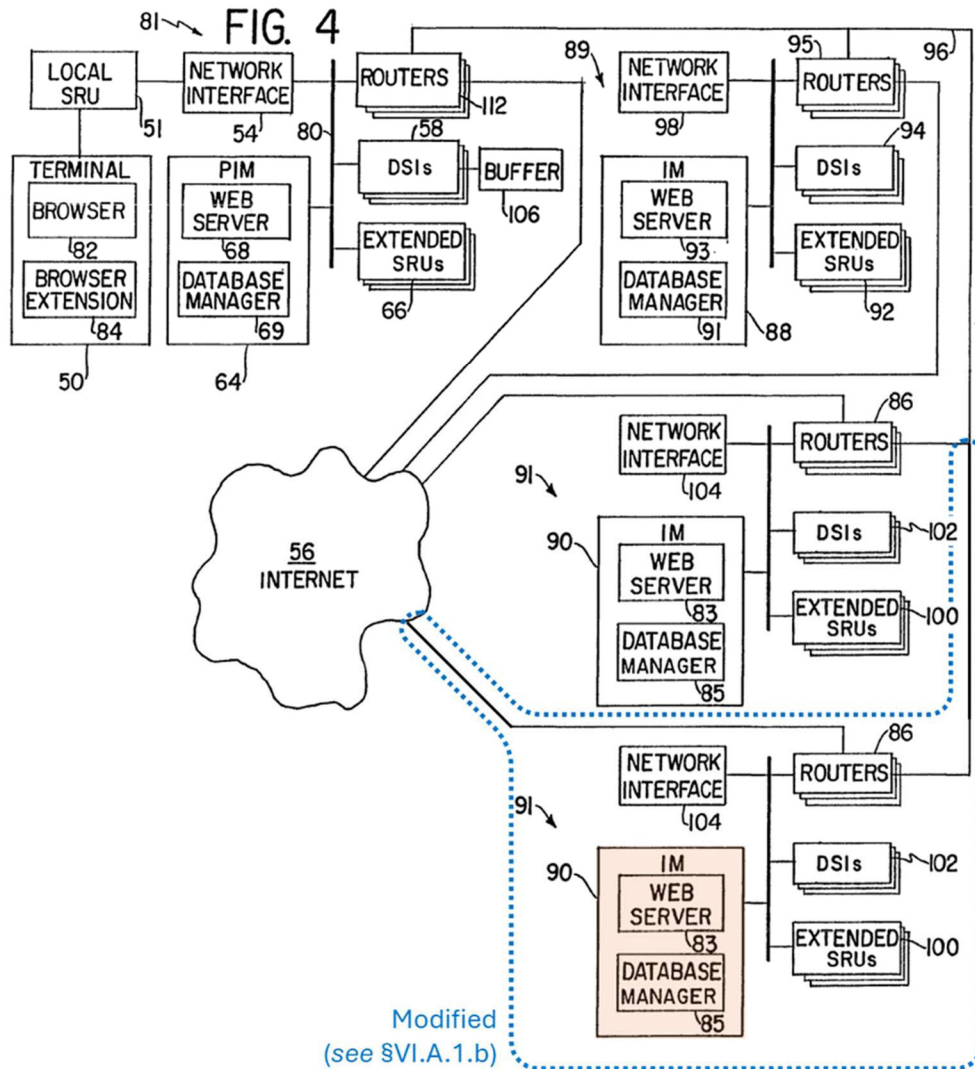 81
FIG. 4
LOCAL
SRU
51
NETWORK
INTERFACE
54
80
ROUTERS
112
58
DSIs
BUFFER
106
EXTENDED
SRUs
66
TERMINAL
BROWSER
82
BROWSER
EXTENSION
84
50
PIM
WEB
SERVER
68
DATABASE
MANAGER
69
64
89
NETWORK
INTERFACE
98
95
ROUTERS
96
94
DSIs
EXTENDED
SRUs
92
IM
WEB
SERVER
93
DATABASE
MANAGER
91
88
56
INTERNET
91
NETWORK
INTERFACE
104
86
ROUTERS
DSIs
102
EXTENDED
SRUs
100
90
IM
WEB
SERVER
83
DATABASE
MANAGER
85
91
NETWORK
INTERFACE
104
86
ROUTERS
DSIs
102
EXTENDED
SRUs
100
90
IM
WEB
SERVER
83
DATABASE
MANAGER
85
Modified
(see §VI.A.1.b)